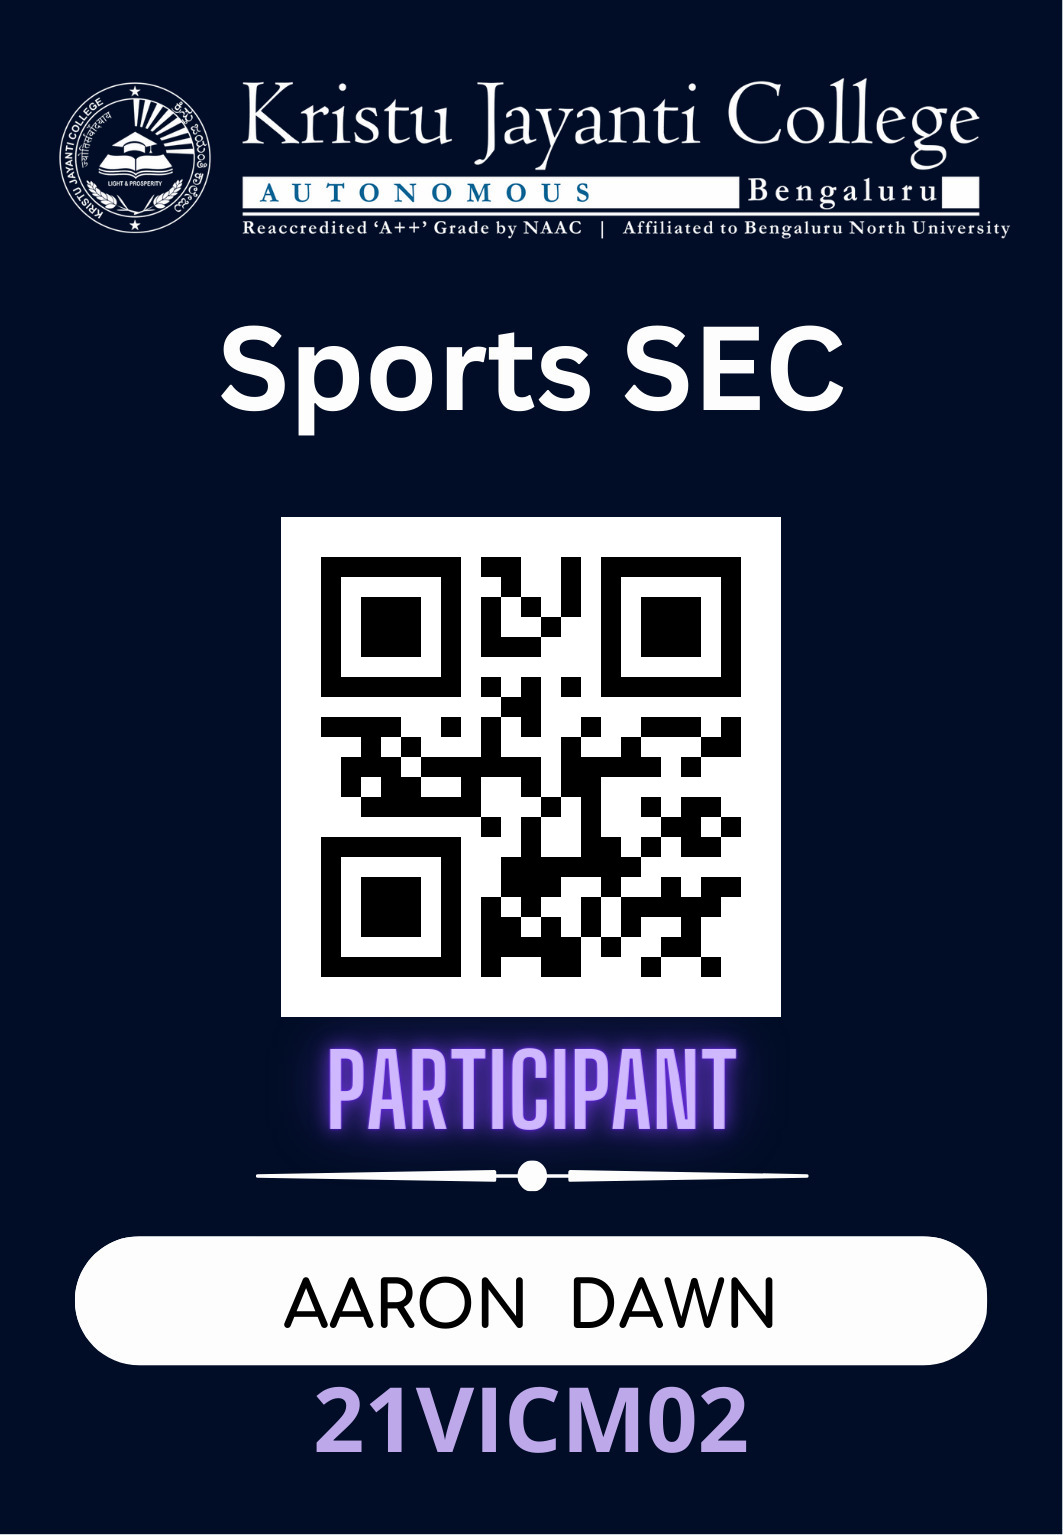 Kristu Jayanti College
AUTONOMOUS Bengaluru
Reaccredited ‘A++’ Grade by NAAC | Affiliated to Bengaluru North University
KRISTU JAYANTI COLLEGE
LIGHT & PROSPERITY
Sports SEC
PARTICIPANT
AARON DAWN
21VICM02